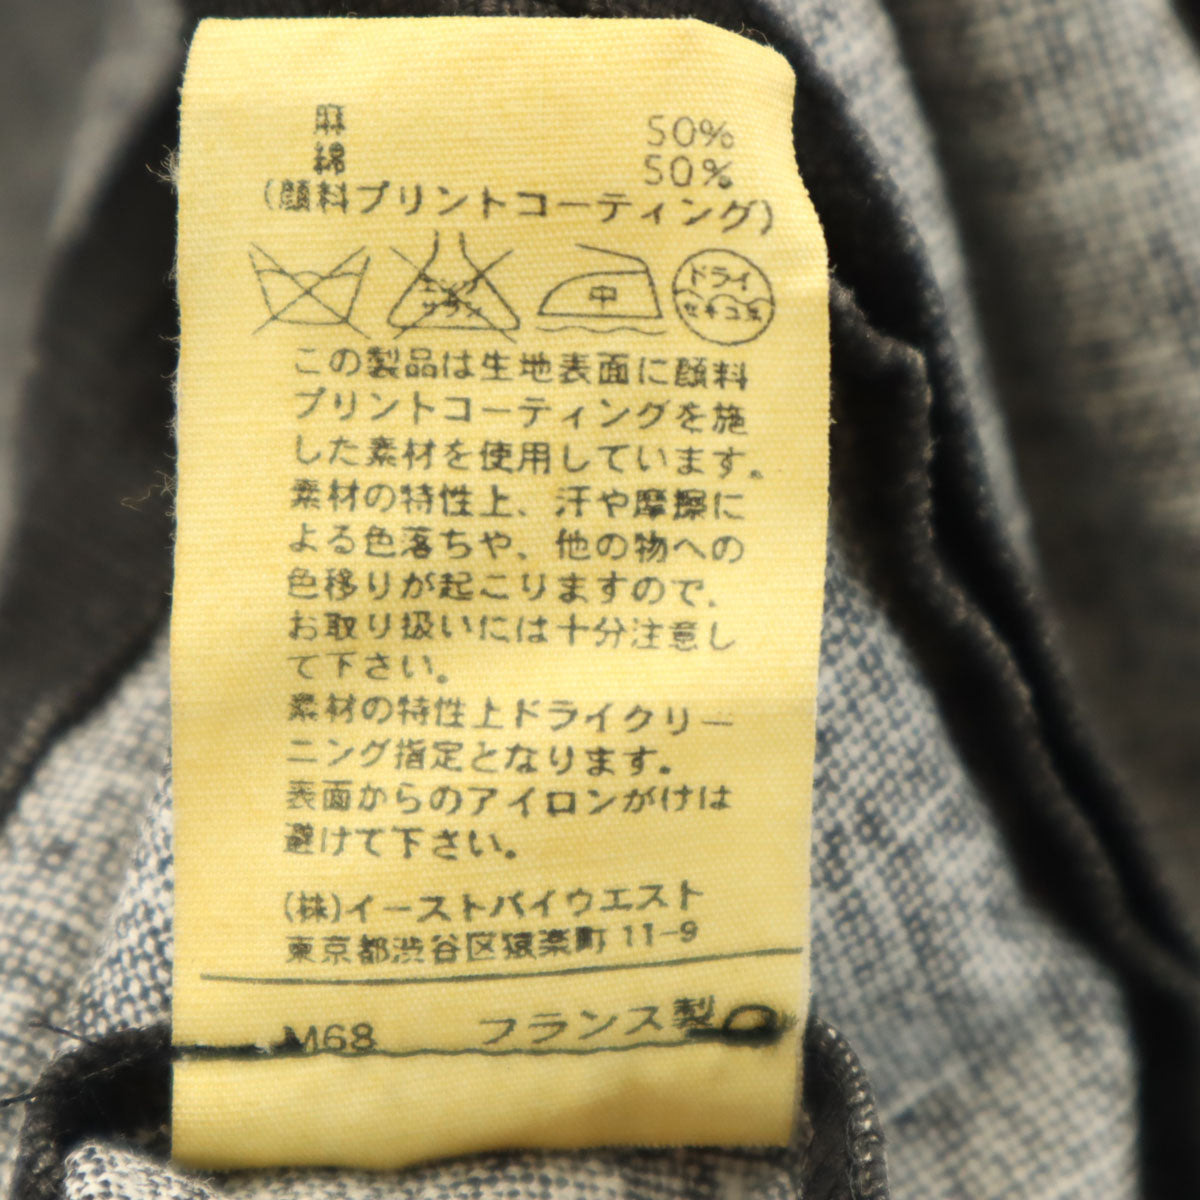 麻 50%
綿 50%
(顔料プリントコーティング)
エンソ サラシ 中 ドライ セキユ系
この製品は生地表面に顔料
プリントコーティングを施
した素材を使用しています。
素材の特性上、汗や摩擦に
よる色落ちや、他の物への
色移りが起こりますので、
お取り扱いには十分注意し
て下さい。
素材の特性上ドライクリー
ニング指定となります。
表面からのアイロンがけは
避けて下さい。
(株)イーストバイウエスト
東京都渋谷区猿楽町 11-9
M68 フランス製